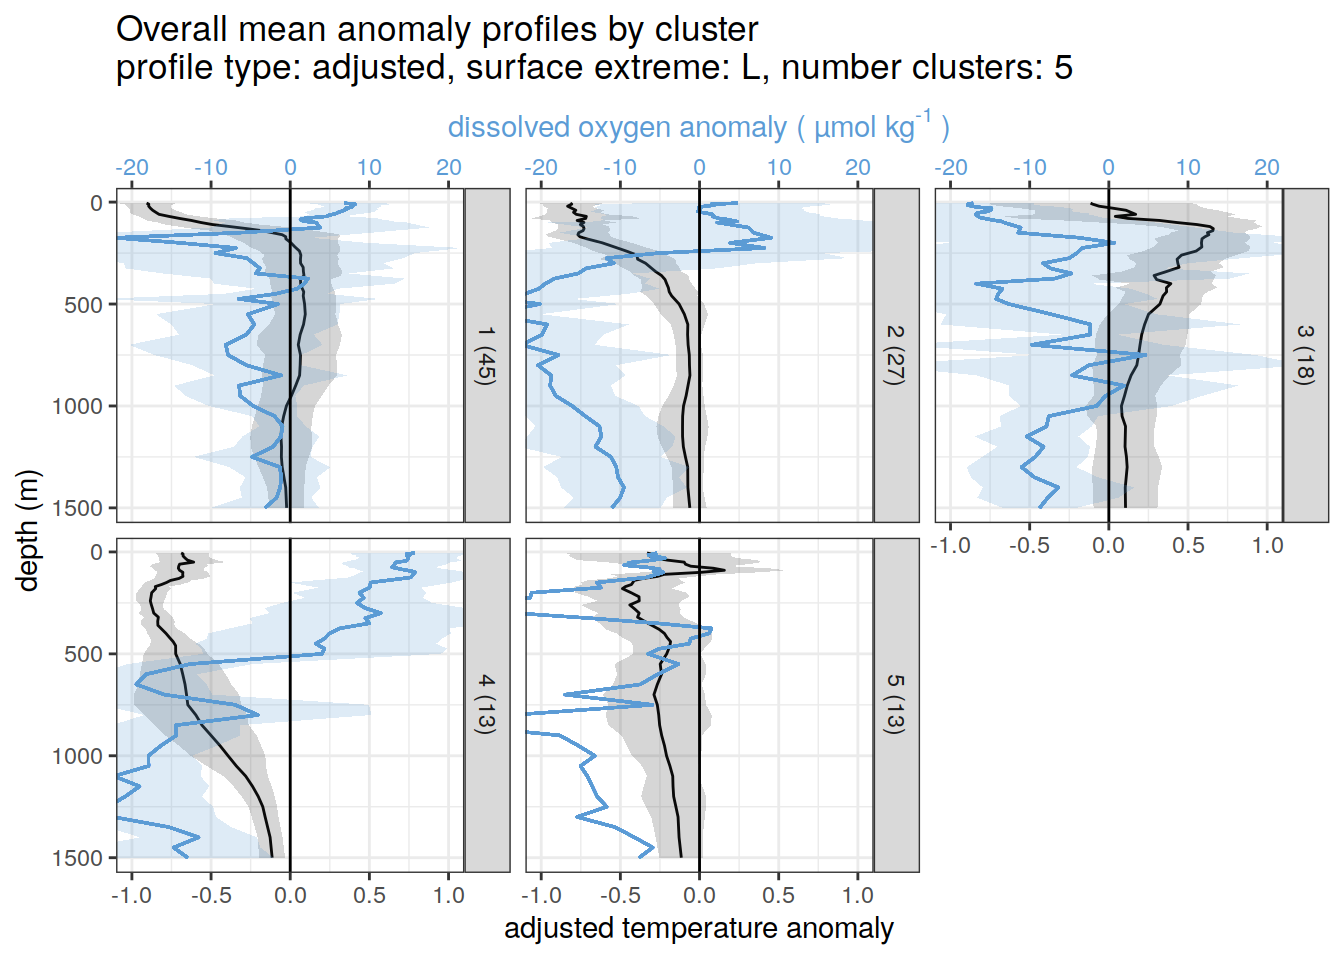 Overall mean anomaly profiles by cluster
profile type: adjusted, surface extreme: L, number clusters: 5
dissolved oxygen anomaly ( µmol kg-1 )
-20 -10 0 10 20 -20 -10 0 10 20 -20 -10 0 10 20
0
500
1000
1500
1 (45)
2 (27)
3 (18)
-1.0 -0.5 0.0 0.5 1.0
depth (m)
0
500
1000
1500
4 (13)
5 (13)
-1.0 -0.5 0.0 0.5 1.0 -1.0 -0.5 0.0 0.5 1.0
adjusted temperature anomaly